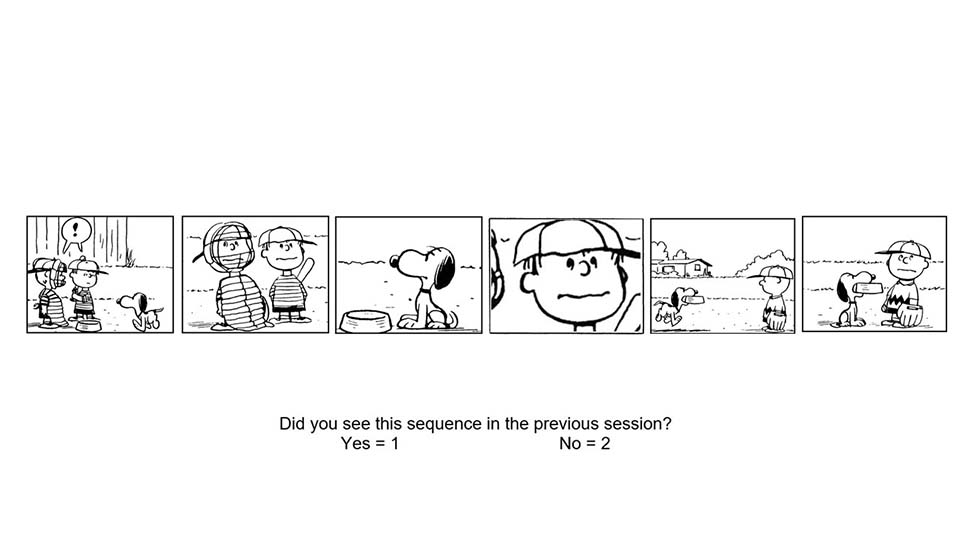 !
Did you see this sequence in the previous session?
Yes = 1 No = 2